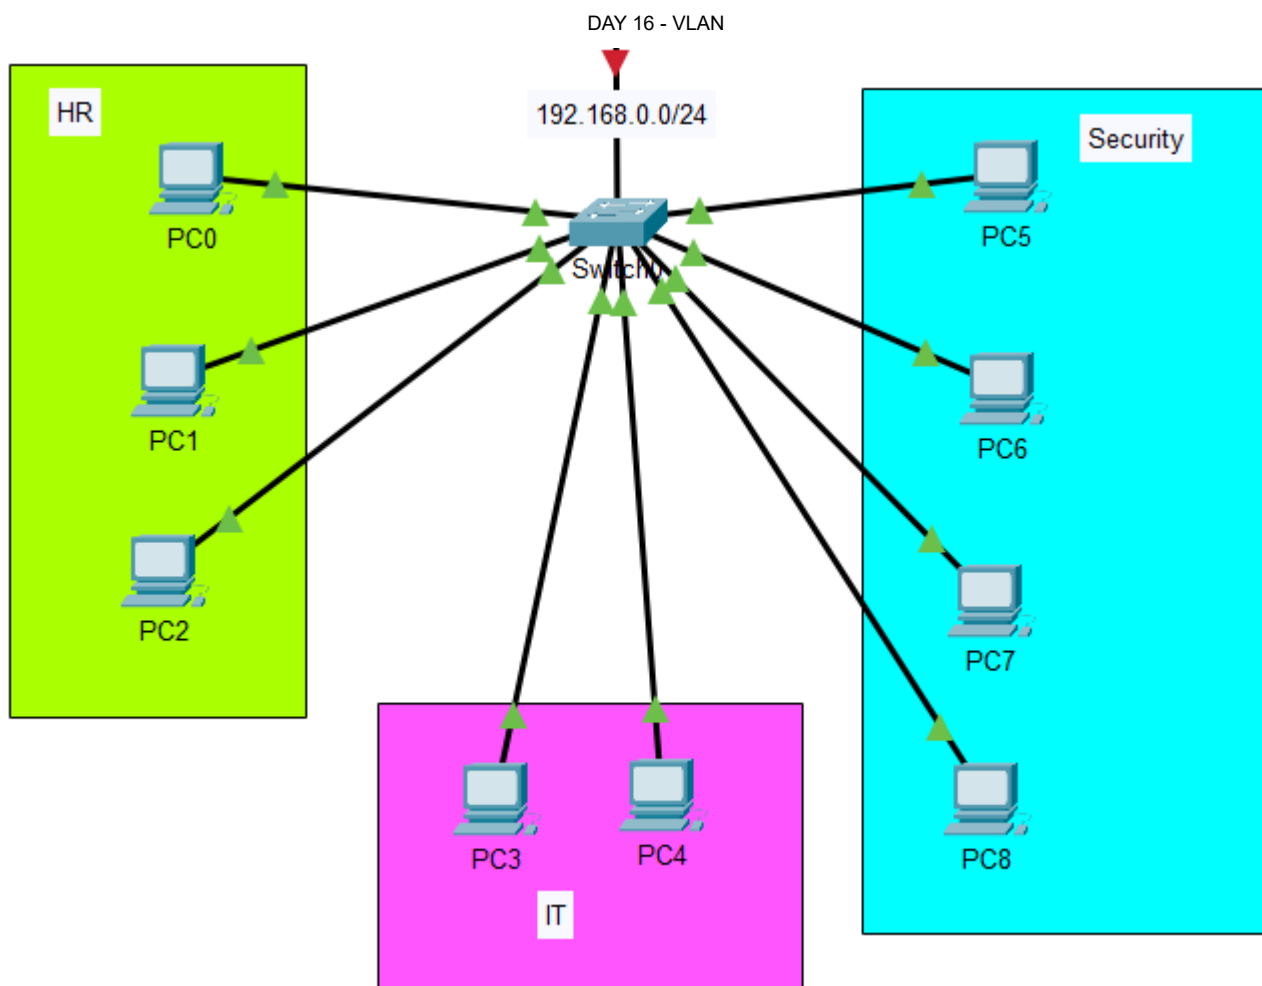 DAY 16 - VLAN
HR
192.168.0.0/24
Security
PC0
PC5
Switch0
PC1
PC6
PC2
PC7
PC3
PC4
PC8
IT